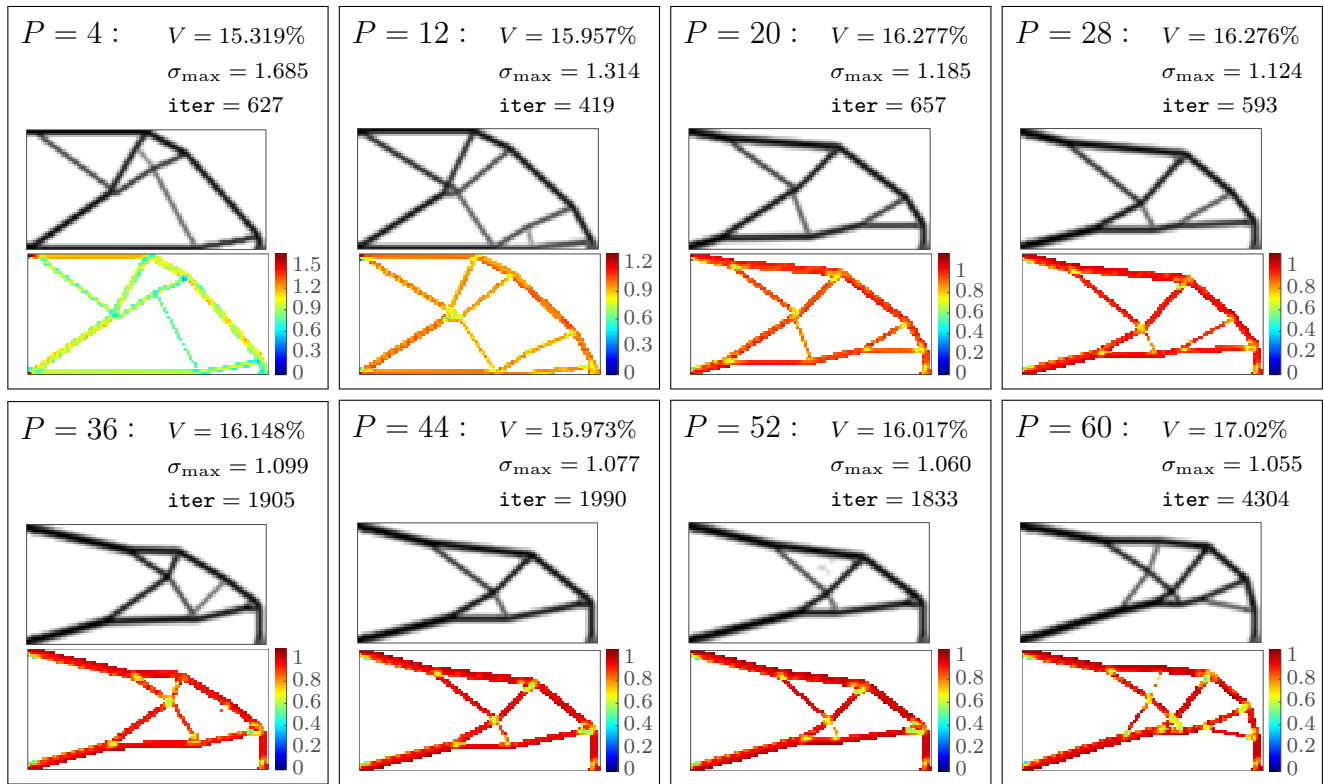 P = 4 : V = 15.319%
σmax = 1.685
iter = 627
1.5
1.2
0.9
0.6
0.3
0
P = 12 : V = 15.957%
σmax = 1.314
iter = 419
1.2
1
0.8
0.6
0.4
0.2
0
P = 20 : V = 16.277%
σmax = 1.185
iter = 657
1
0.8
0.6
0.4
0.2
0
P = 28 : V = 16.276%
σmax = 1.124
iter = 593
1
0.8
0.6
0.4
0.2
0
P = 36 : V = 16.148%
σmax = 1.099
iter = 1905
1
0.8
0.6
0.4
0.2
0
P = 44 : V = 15.973%
σmax = 1.077
iter = 1990
1
0.8
0.6
0.4
0.2
0
P = 52 : V = 16.017%
σmax = 1.060
iter = 1833
1
0.8
0.6
0.4
0.2
0
P = 60 : V = 17.02%
σmax = 1.055
iter = 4304
1
0.8
0.6
0.4
0.2
0